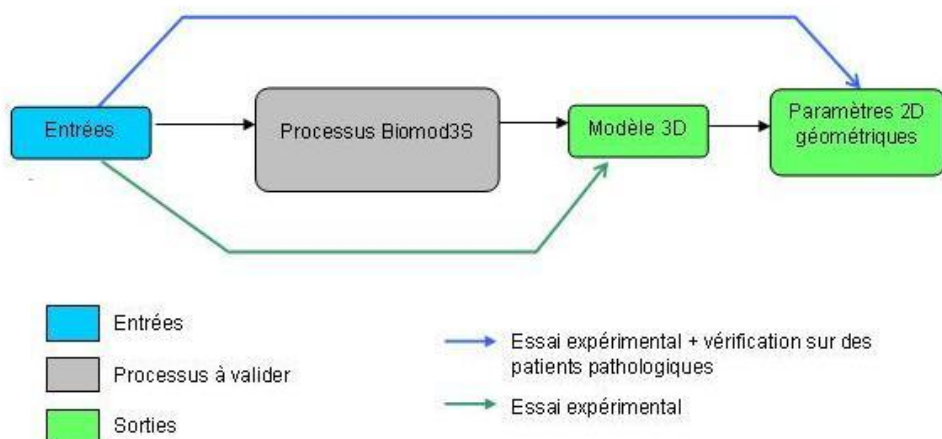 Entrées
Processus Biomod3S
Modèle 3D
Paramètres 2D
géométriques
Entrées
Processus à valider
Sorties
Essai expérimental + vérification sur des
patients pathologiques
Essai expérimental